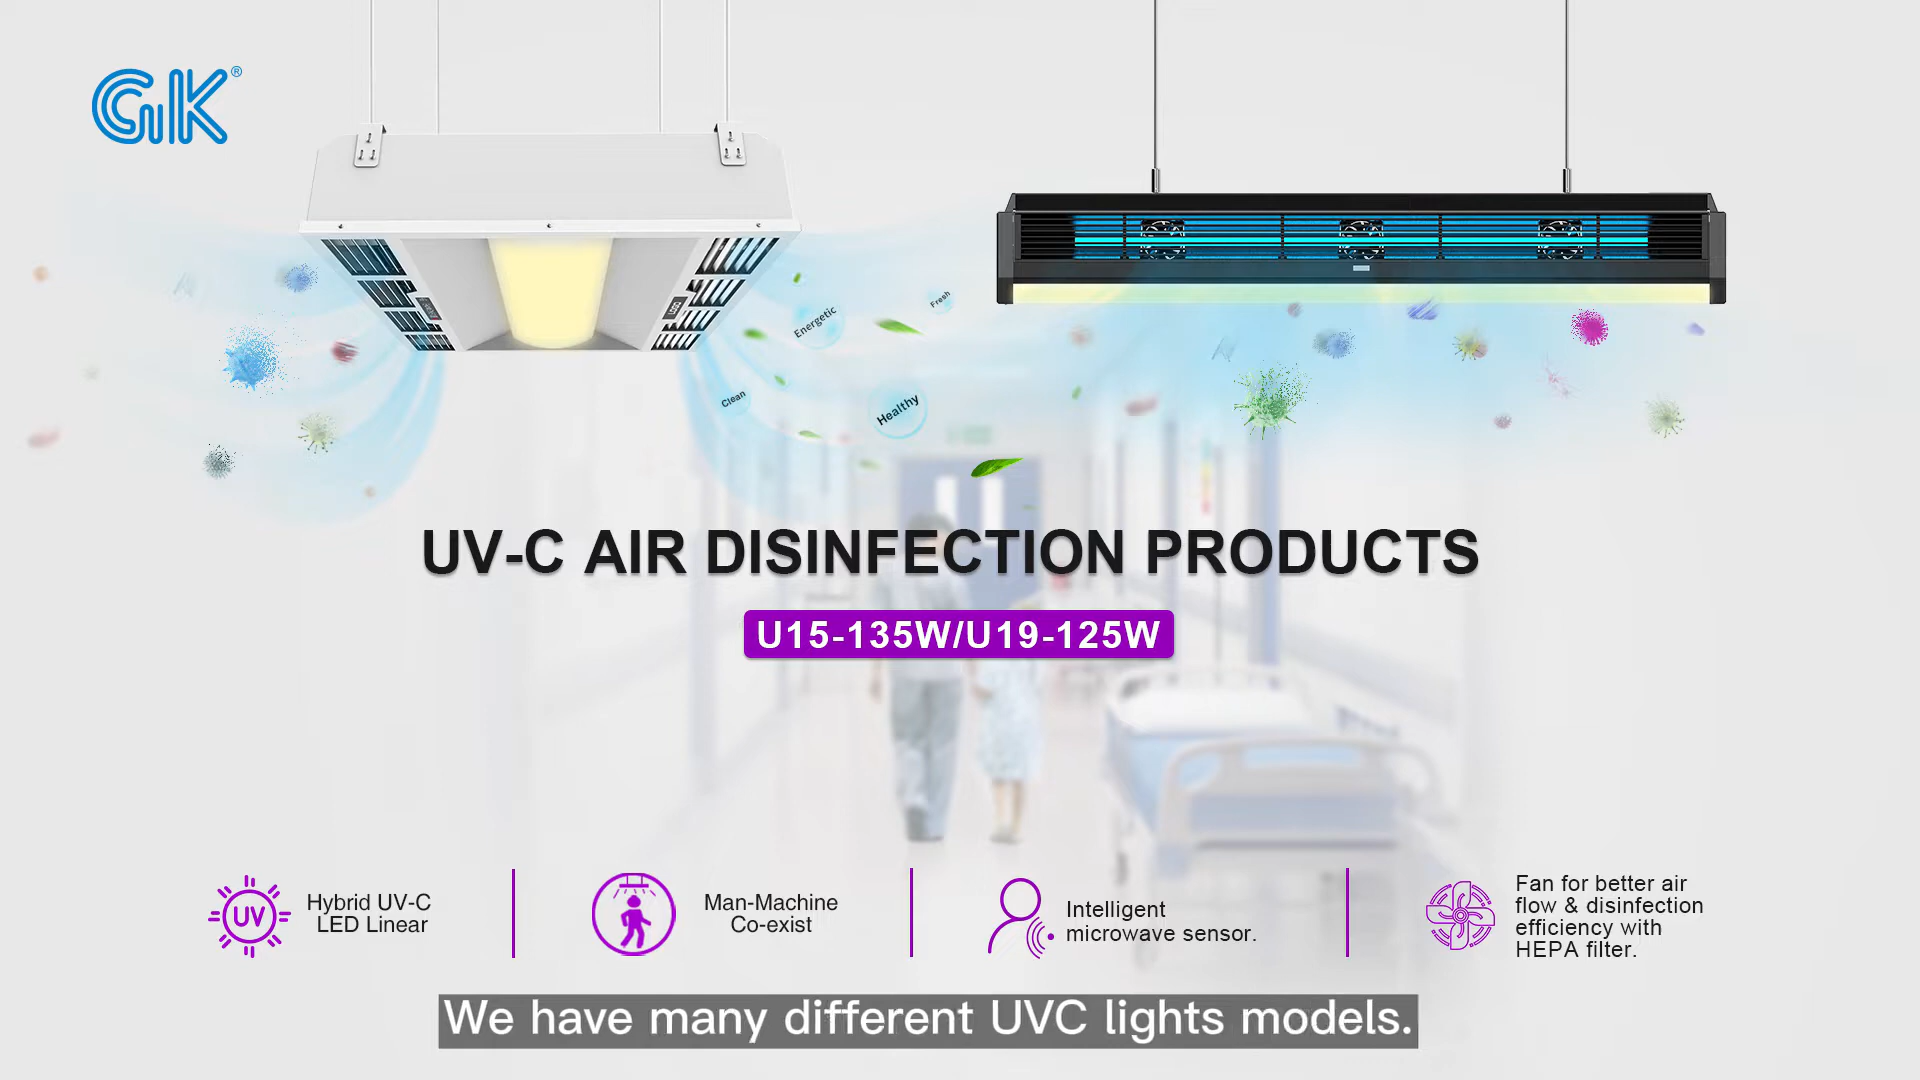 GK®
Energetic
Fresh
Clean
Healthy
UV-C AIR DISINFECTION PRODUCTS
U15-135W/U19-125W
UV
Hybrid UV-C
LED Linear
Man-Machine
Co-exist
Intelligent
microwave sensor.
Fan for better air
flow & disinfection
efficiency with
HEPA filter.
We have many different UVC lights models.